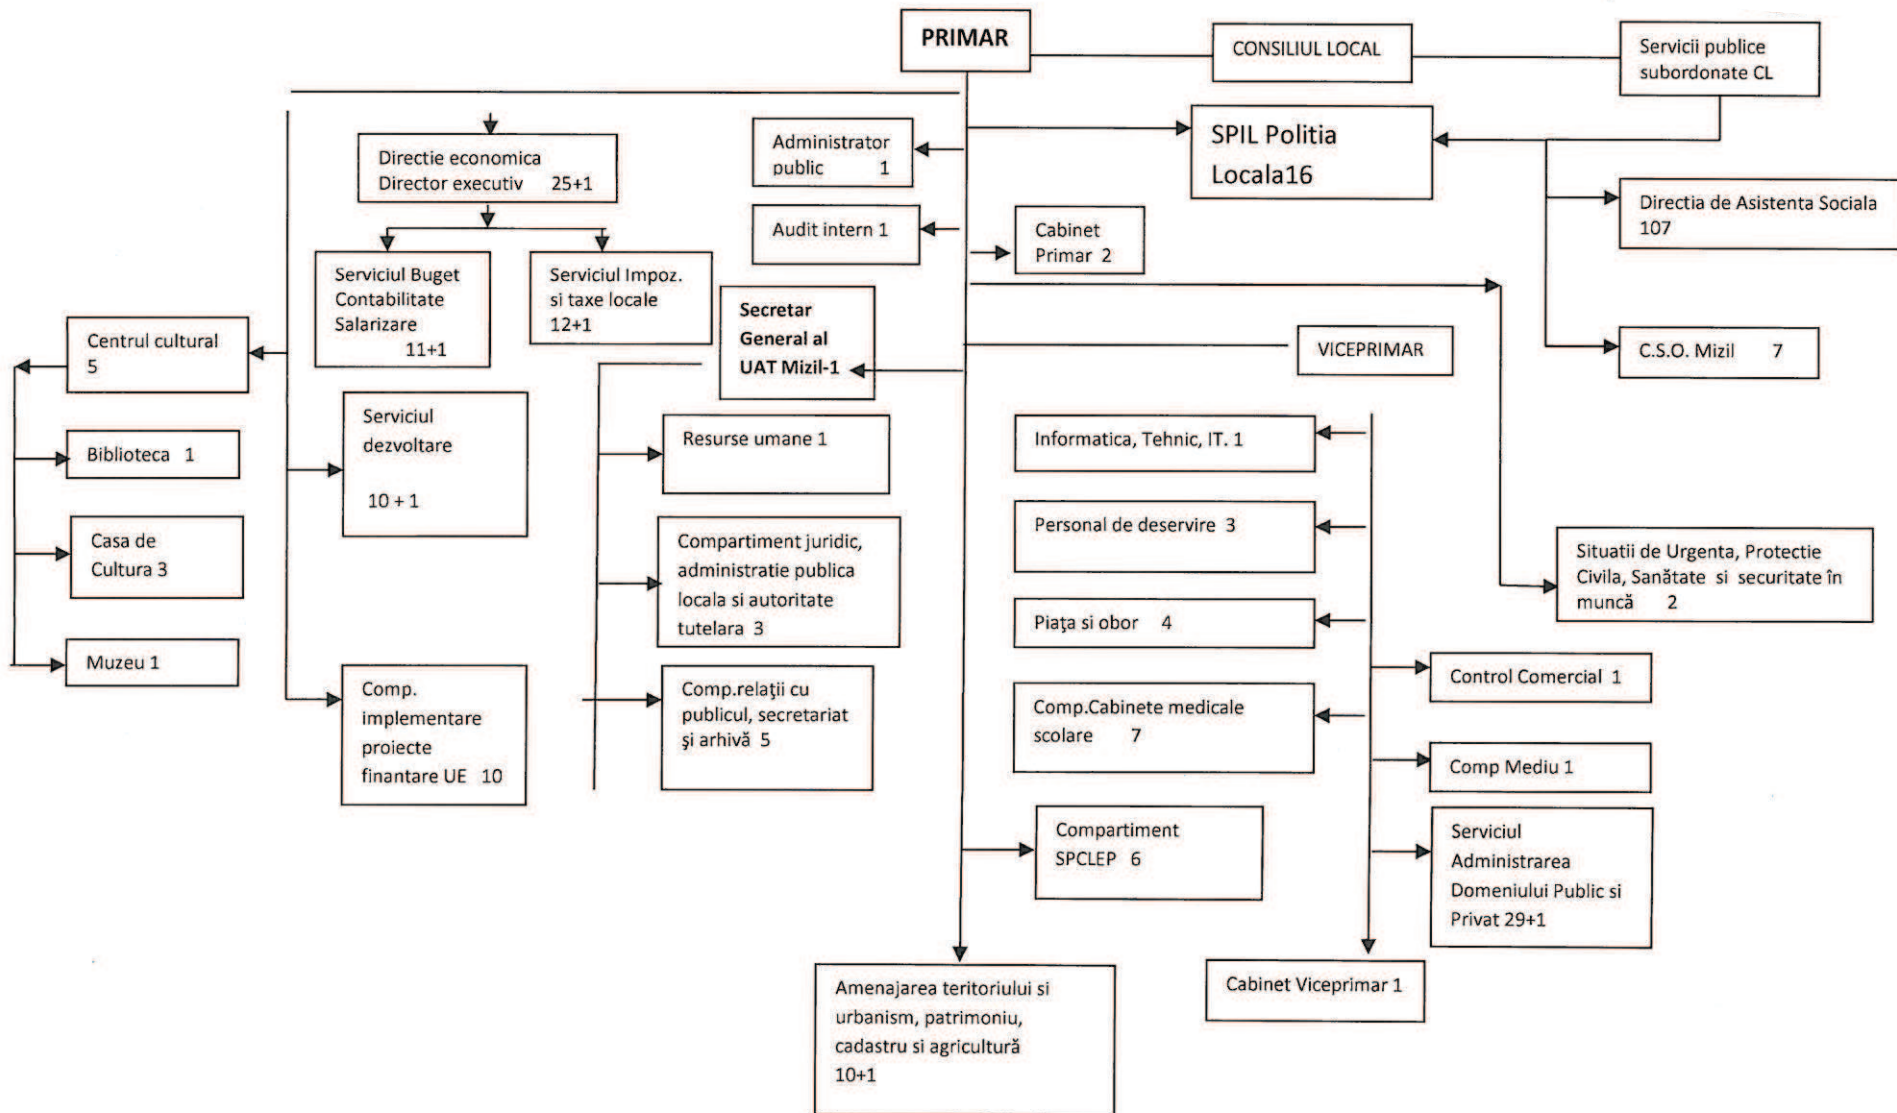 PRIMAR
CONSILIUL LOCAL
Servicii publice
subordonate CL
Directie economica
Director executiv 25+1
Administrator
public 1
SPIL Politia
Locala16
Audit intern 1
Cabinet
Primar 2
Directia de Asistenta Sociala
107
Serviciul Buget
Contabilitate
Salarizare
11+1
Serviciul Impoz.
si taxe locale
12+1
Secretar
General al
UAT Mizil-1
VICEPRIMAR
C.S.O. Mizil 7
Centrul cultural
5
Biblioteca 1
Casa de
Cultura 3
Muzeu 1
Serviciul
dezvoltare
10 + 1
Comp.
implementare
proiecte
finantare UE 10
Resurse umane 1
Compartiment juridic,
administratie publica
locala si autoritate
tutelara 3
Comp.relaţii cu
publicul, secretariat
şi arhivă 5
Informatica, Tehnic, IT. 1
Personal de deservire 3
Piaţa si obor 4
Comp.Cabinete medicale
scolare 7
Situatii de Urgenta, Protectie
Civila, Sanătate si securitate în
muncă 2
Control Comercial 1
Comp Mediu 1
Serviciul
Administrarea
Domeniului Public si
Privat 29+1
Compartiment
SPCLEP 6
Amenajarea teritoriului si
urbanism, patrimoniu,
cadastru si agricultură
10+1
Cabinet Viceprimar 1